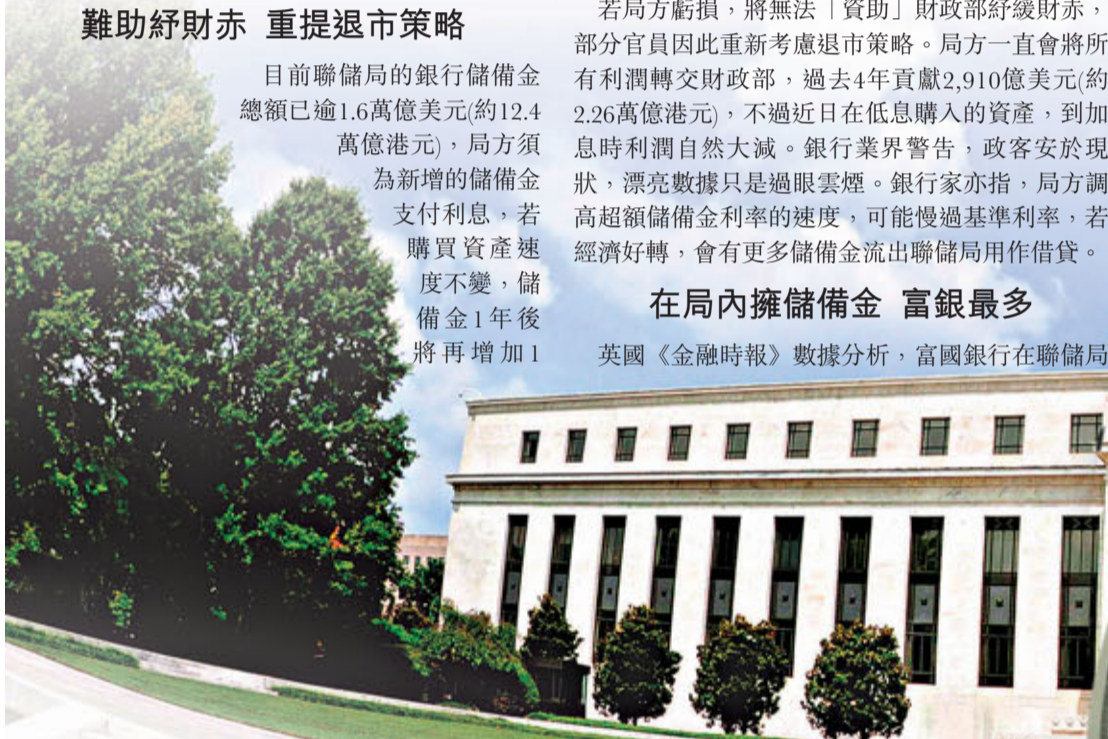 難助紓財赤 重提退市策略
目前聯儲局的銀行儲備金
總額已逾1.6萬億美元(約12.4
萬億港元)，局方須
為新增的儲備金
支付利息，若
購買資產速
度不變，儲
備金1年後
將再增加1
若局方虧損，將無法「資助」財政部紓緩財赤，
部分官員因此重新考慮退市策略。局方一直會將所
有利潤轉交財政部，過去4年貢獻2,910億美元(約
2.26萬億港元)，不過近日在低息購入的資產，到加
息時利潤自然大減。銀行業界警告，政客安於現
狀，漂亮數據只是過眼雲煙。銀行家亦指，局方調
高超額儲備金利率的速度，可能慢過基準利率，若
經濟好轉，會有更多儲備金流出聯儲局用作借貸。
在局內擁儲備金 富銀最多
英國《金融時報》數據分析，富國銀行在聯儲局